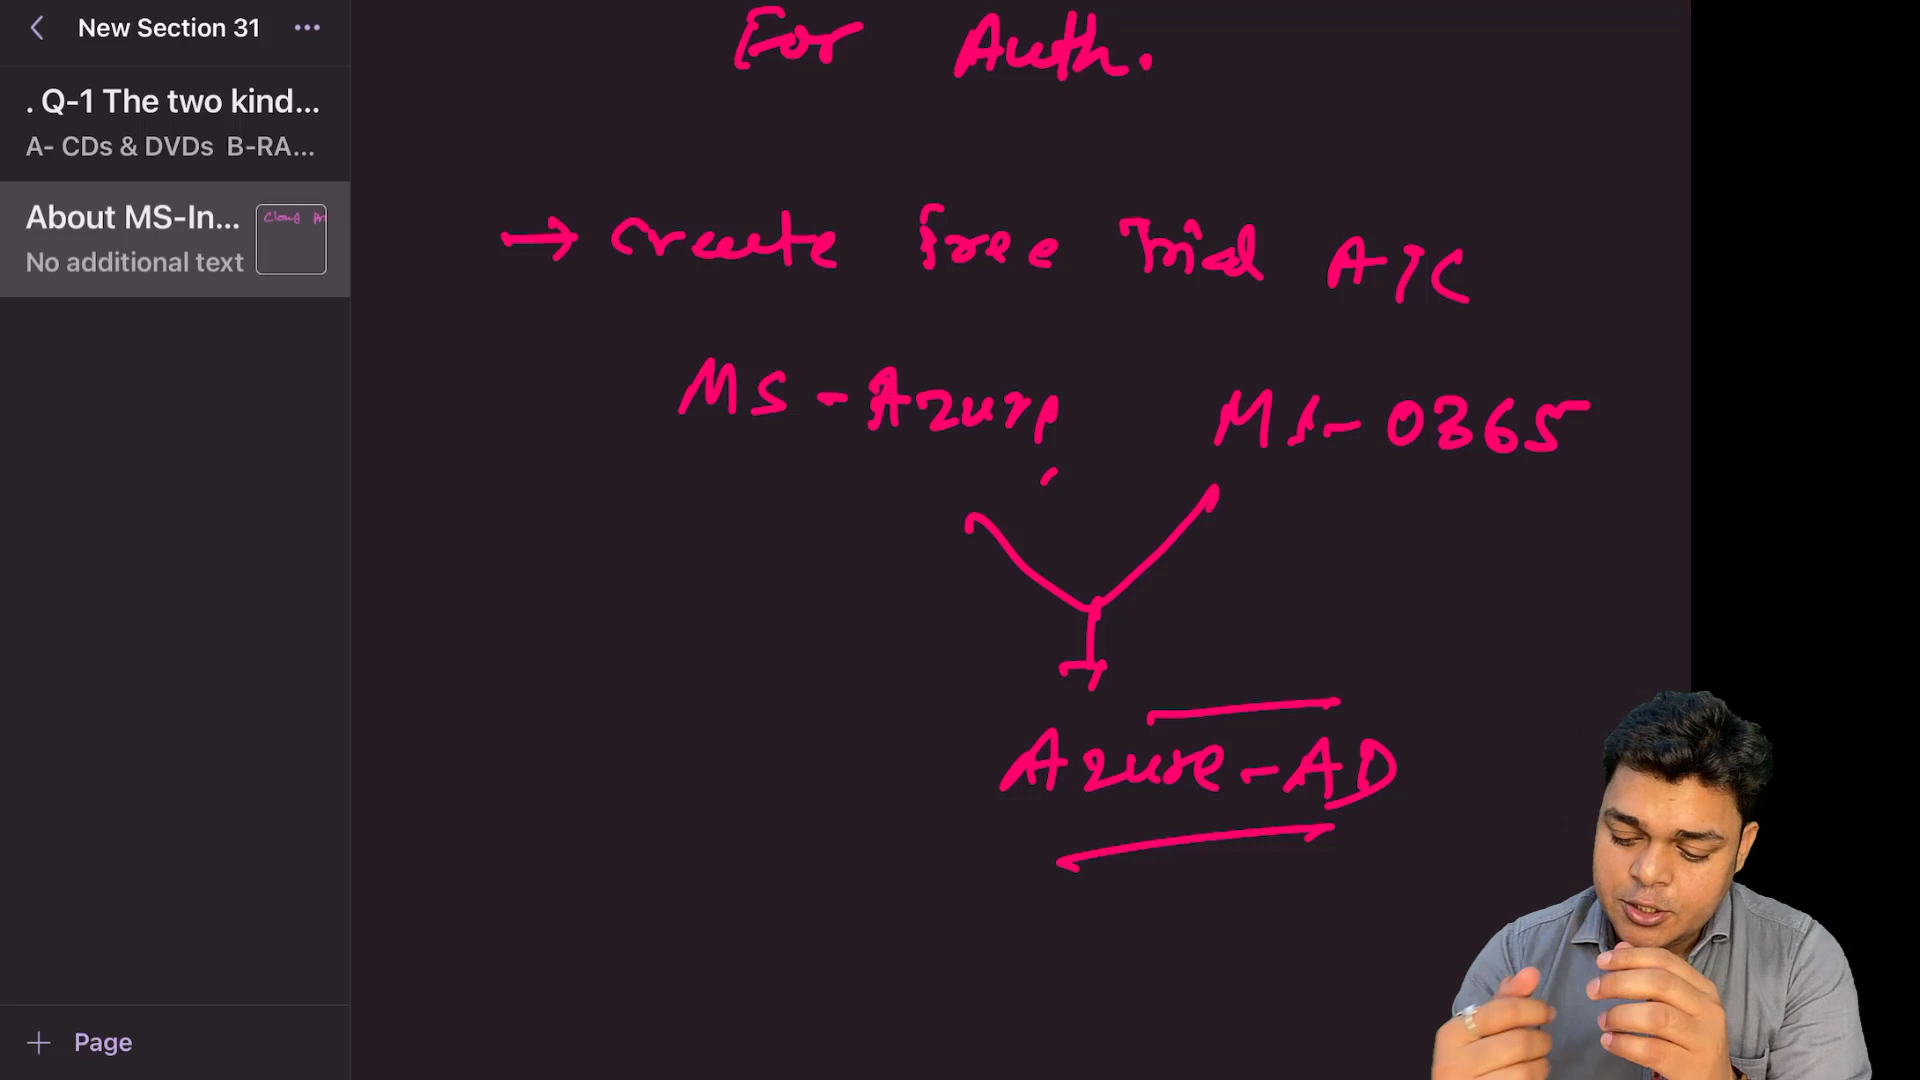 New Section 31
. Q-1 The two kind...
A- CDs & DVDs B-RA...
About MS-In...
No additional text
Page
For Auth.
→ Create free Trial A/C
MS - Azure
MS - O365
Azure - AD